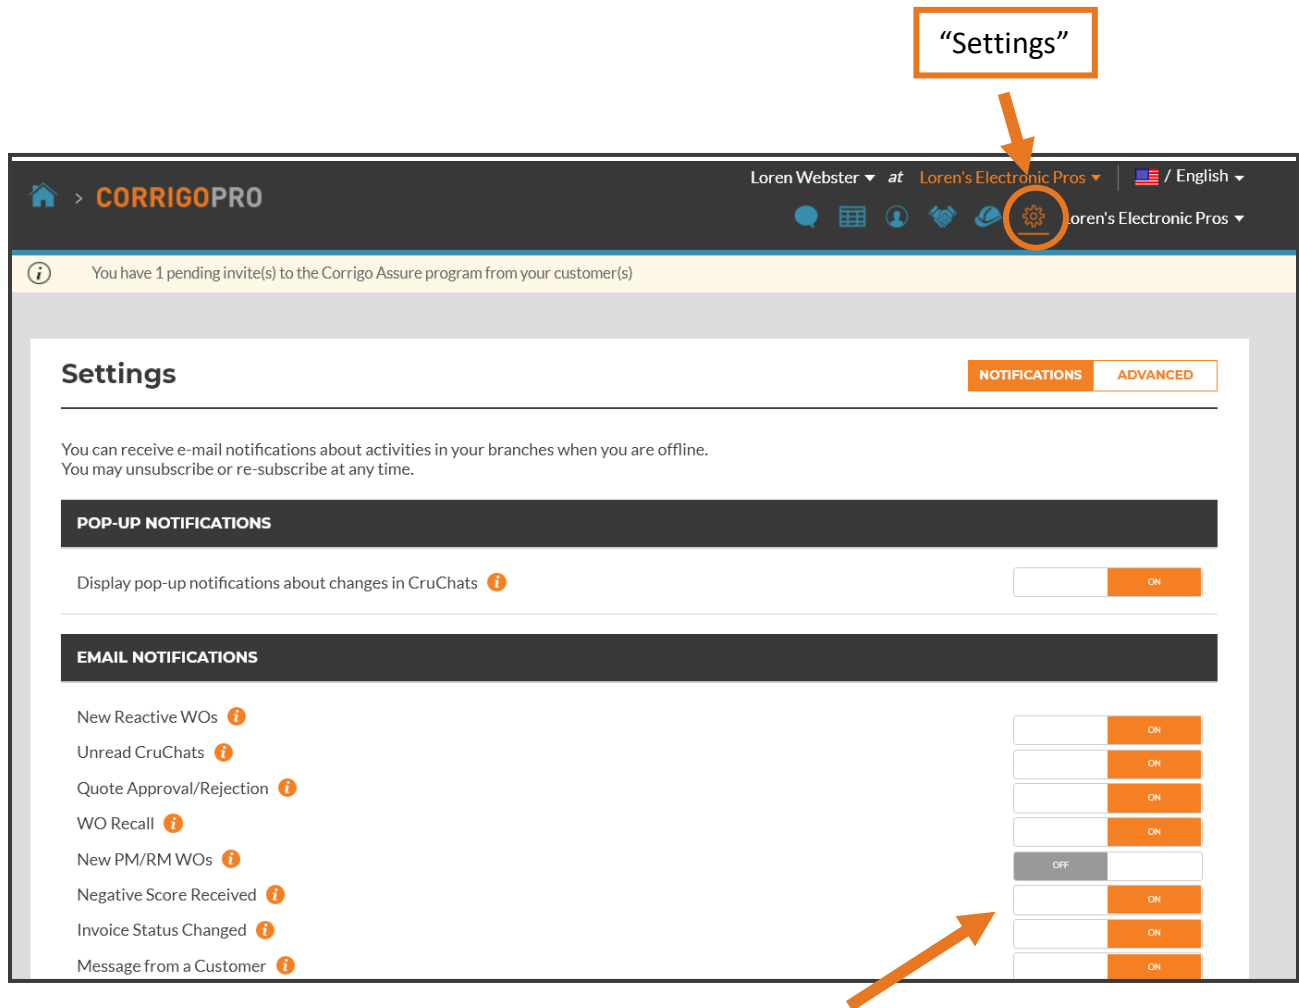 “Settings”
Loren Webster at Loren's Electronic Pros / English
> CORRIGOPRO
Loren's Electronic Pros
You have 1 pending invite(s) to the Corrigo Assure program from your customer(s)
Settings
NOTIFICATIONS ADVANCED
You can receive e-mail notifications about activities in your branches when you are offline.
You may unsubscribe or re-subscribe at any time.
POP-UP NOTIFICATIONS
Display pop-up notifications about changes in CruChats i ON
EMAIL NOTIFICATIONS
New Reactive WOs i ON
Unread CruChats i ON
Quote Approval/Rejection i ON
WO Recall i ON
New PM/RM WOs i OFF
Negative Score Received i ON
Invoice Status Changed i ON
Message from a Customer i ON